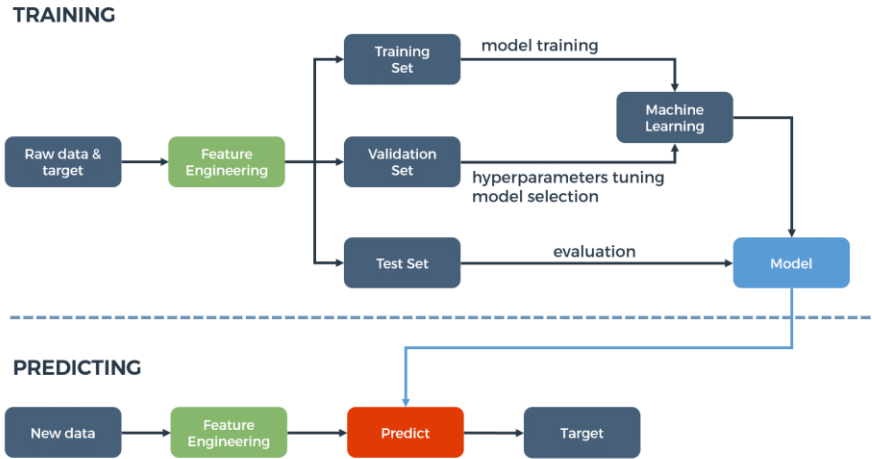 TRAINING
Training
Set
model training
Machine
Learning
Raw data &
target
Feature
Engineering
Validation
Set
hyperparameters tuning
model selection
Test Set
evaluation
Model
PREDICTING
New data
Feature
Engineering
Predict
Target